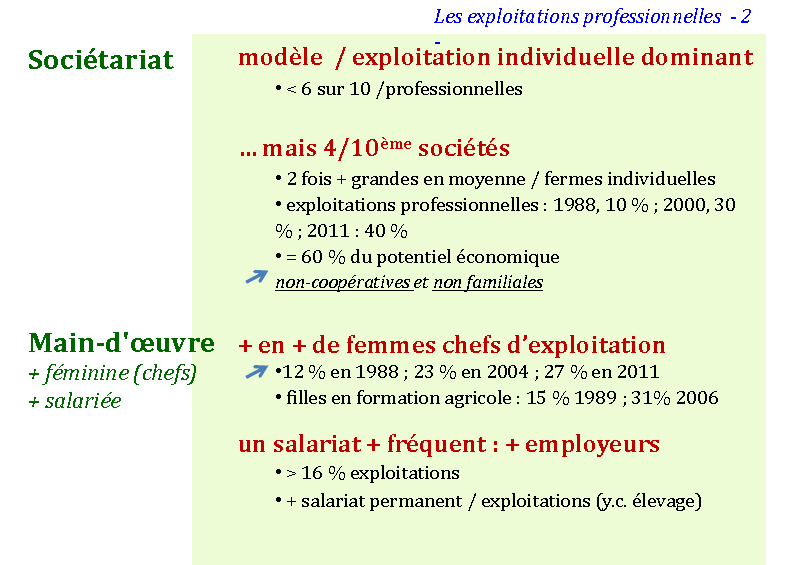 Les exploitations professionnelles - 2
-
Sociétariat
modèle / exploitation individuelle dominant
• < 6 sur 10 /professionnelles
… mais 4/10ème sociétés
• 2 fois + grandes en moyenne / fermes individuelles
• exploitations professionnelles : 1988, 10 % ; 2000, 30
% ; 2011 : 40 %
• = 60 % du potentiel économique
non-coopératives et non familiales
Main-d'œuvre
+ féminine (chefs)
+ salariée
+ en + de femmes chefs d’exploitation
•12 % en 1988 ; 23 % en 2004 ; 27 % en 2011
• filles en formation agricole : 15 % 1989 ; 31% 2006
un salariat + fréquent : + employeurs
• > 16 % exploitations
• + salariat permanent / exploitations (y.c. élevage)